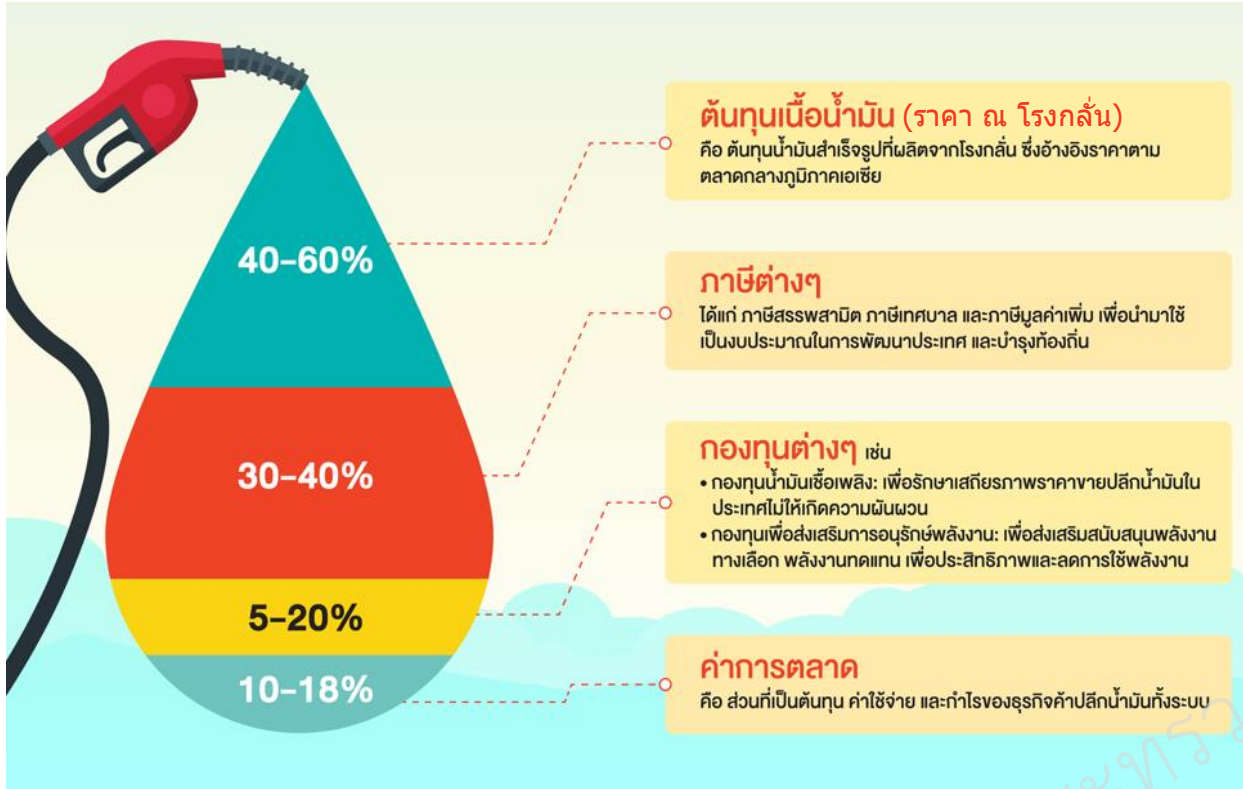 ต้นทุนเนื้อน้ำมัน (ราคา ณ โรงกลั่น)
คือ ต้นทุนน้ำมันสำเร็จรูปที่ผลิตจากโรงกลั่น ซึ่งอ้างอิงราคาตาม
ตลาดกลางภูมิภาคเอเซีย
40-60%
ภาษีต่างๆ
ได้แก่ ภาษีสรรพสามิต ภาษีเทศบาล และภาษีมูลค่าเพิ่ม เพื่อนำมาใช้
เป็นงบประมาณในการพัฒนาประเทศ และบำรุงท้องถิ่น
30-40%
กองทุนต่างๆ เช่น
• กองทุนน้ำมันเชื้อเพลิง: เพื่อรักษาเสถียรภาพราคาขายปลีกน้ำมันใน
ประเทศไม่ให้เกิดความผันผวน
• กองทุนเพื่อส่งเสริมการอนุรักษ์พลังงาน: เพื่อส่งเสริมสนับสนุนพลังงาน
ทางเลือก พลังงานทดแทน เพื่อประสิทธิภาพและลดการใช้พลังงาน
5-20%
ค่าการตลาด
คือ ส่วนที่เป็นต้นทุน ค่าใช้จ่าย และกำไรของธุรกิจค้าปลีกน้ำมันทั้งระบบ
10-18%